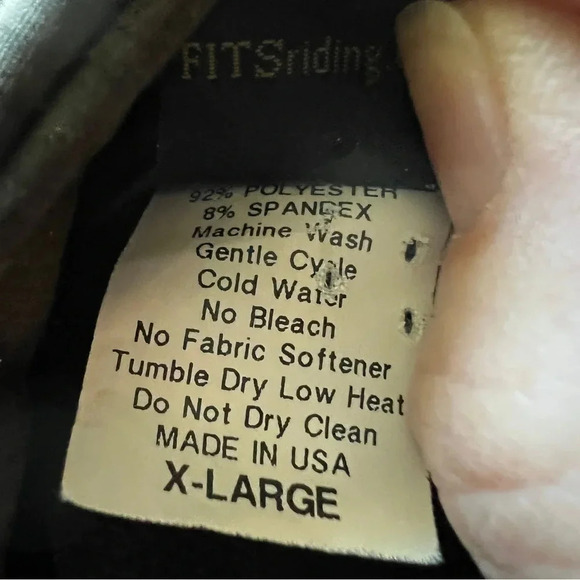 FITSriding.
92% POLYESTER
8% SPANDEX
Machine Wash
Gentle Cycle
Cold Water
No Bleach
No Fabric Softener
Tumble Dry Low Heat
Do Not Dry Clean
MADE IN USA
X-LARGE